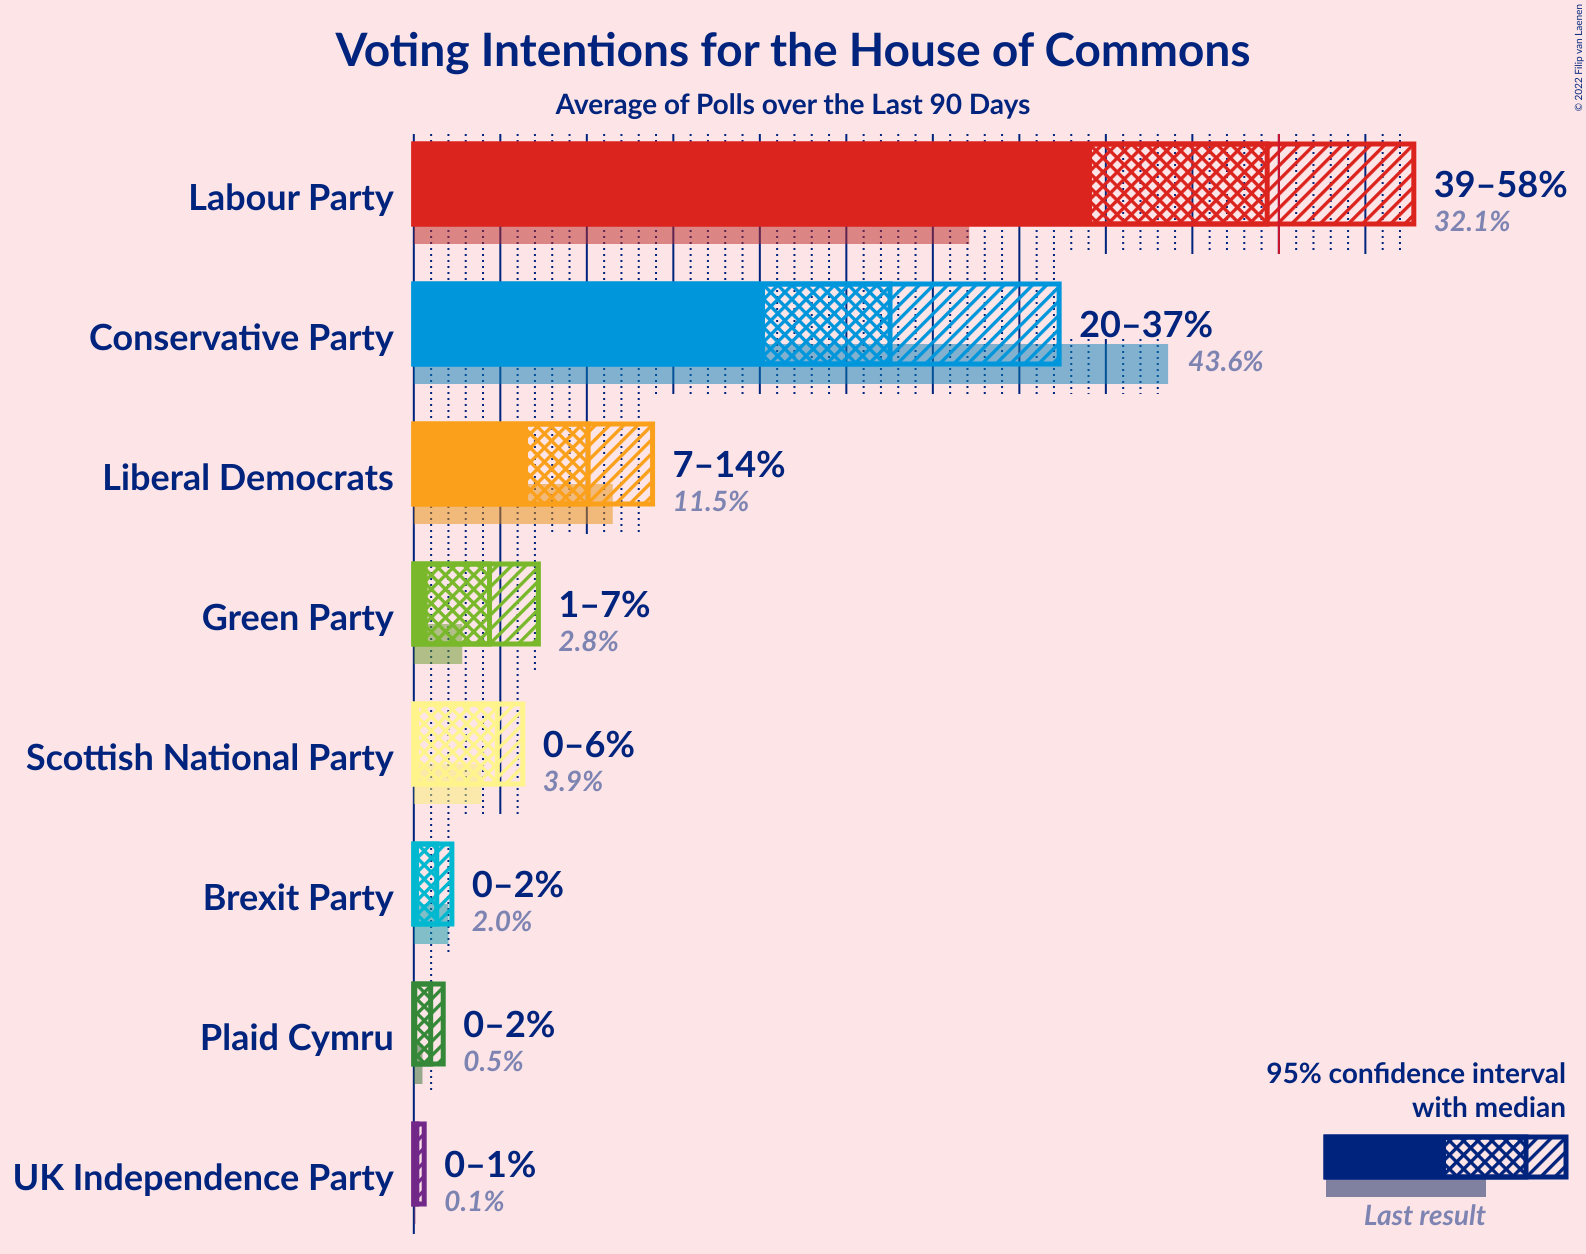 Voting Intentions for the House of Commons
Average of Polls over the Last 90 Days
© 2022 Filip van Laenen
Labour Party
39–58%
32.1%
Conservative Party
20–37%
43.6%
Liberal Democrats
7–14%
11.5%
Green Party
1–7%
2.8%
Scottish National Party
0–6%
3.9%
Brexit Party
0–2%
2.0%
Plaid Cymru
0–2%
0.5%
UK Independence Party
0–1%
0.1%
95% confidence interval
with median
Last result